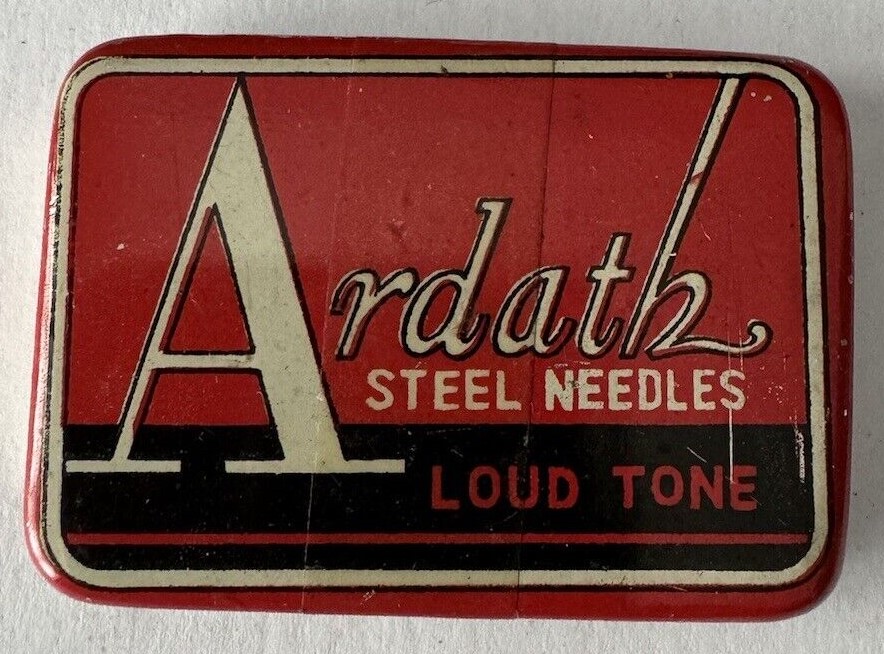 Ardath
STEEL NEEDLES
LOUD TONE